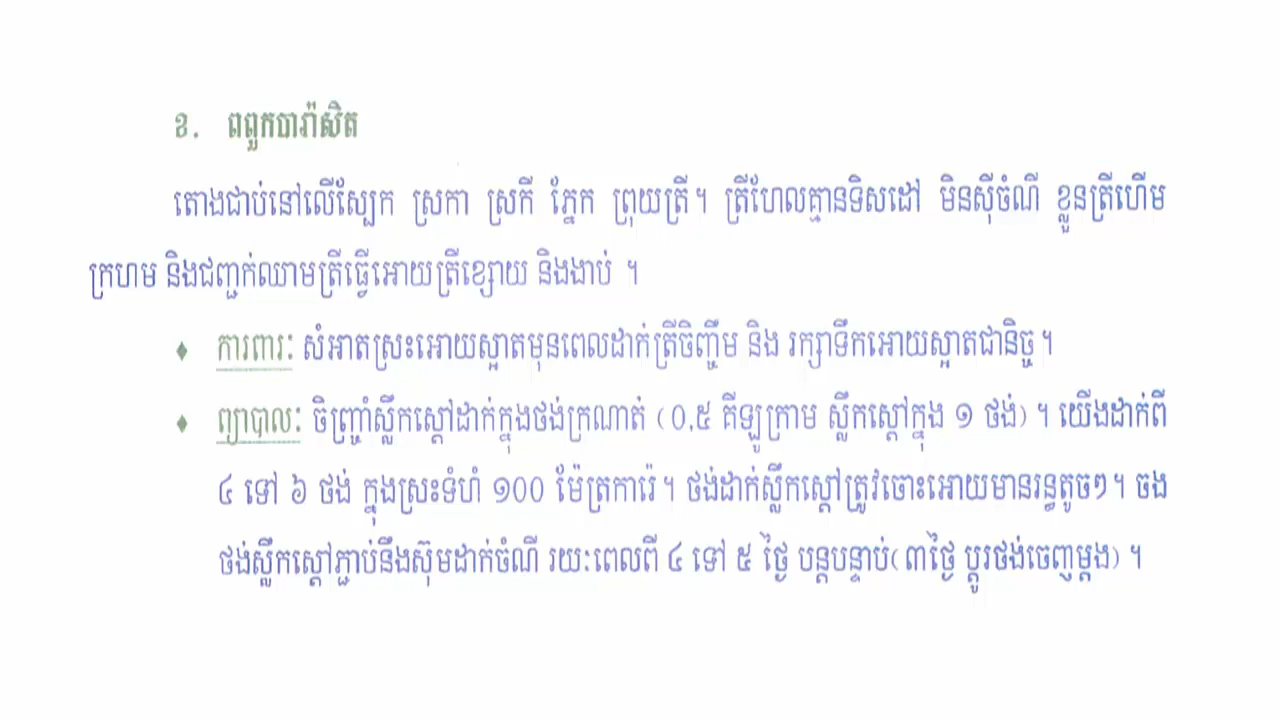 ខ. ពពួកបារ៉ាសិត
តោងជាប់នៅលើស្បែក ស្រកា ស្រកី ភ្នែក ព្រុយត្រី។ ត្រីហែលគ្មានទិសដៅ មិនស៊ីចំណី ខ្លួនត្រីហើម
ក្រហម និងជញ្ជក់ឈាមត្រីធ្វើអោយត្រីខ្សោយ និងងាប់ ។
♦ ការពារៈ សំអាតស្រះអោយស្អាតមុនពេលដាក់ត្រីចិញ្ចឹម និង រក្សាទឹកអោយស្អាតជានិច្ច។
♦ ព្យាបាលៈ ចិញ្ច្រាំស្លឹកស្តៅដាក់ក្នុងថង់ក្រណាត់ (០,៥ គីឡូក្រាម ស្លឹកស្តៅក្នុង ១ ថង់) ។ យើងដាក់ពី
៤ ទៅ ៦ ថង់ ក្នុងស្រះទំហំ ១០០ ម៉ែត្រការ៉េ។ ថង់ដាក់ស្លឹកស្តៅត្រូវចោះអោយមានរន្ធតូចៗ។ ចង
ថង់ស្លឹកស្តៅភ្ជាប់នឹងស៊ុមដាក់ចំណី រយៈពេលពី ៤ ទៅ ៥ ថ្ងៃ បន្តបន្ទាប់(៣ថ្ងៃ ប្តូរថង់ចេញម្តង) ។